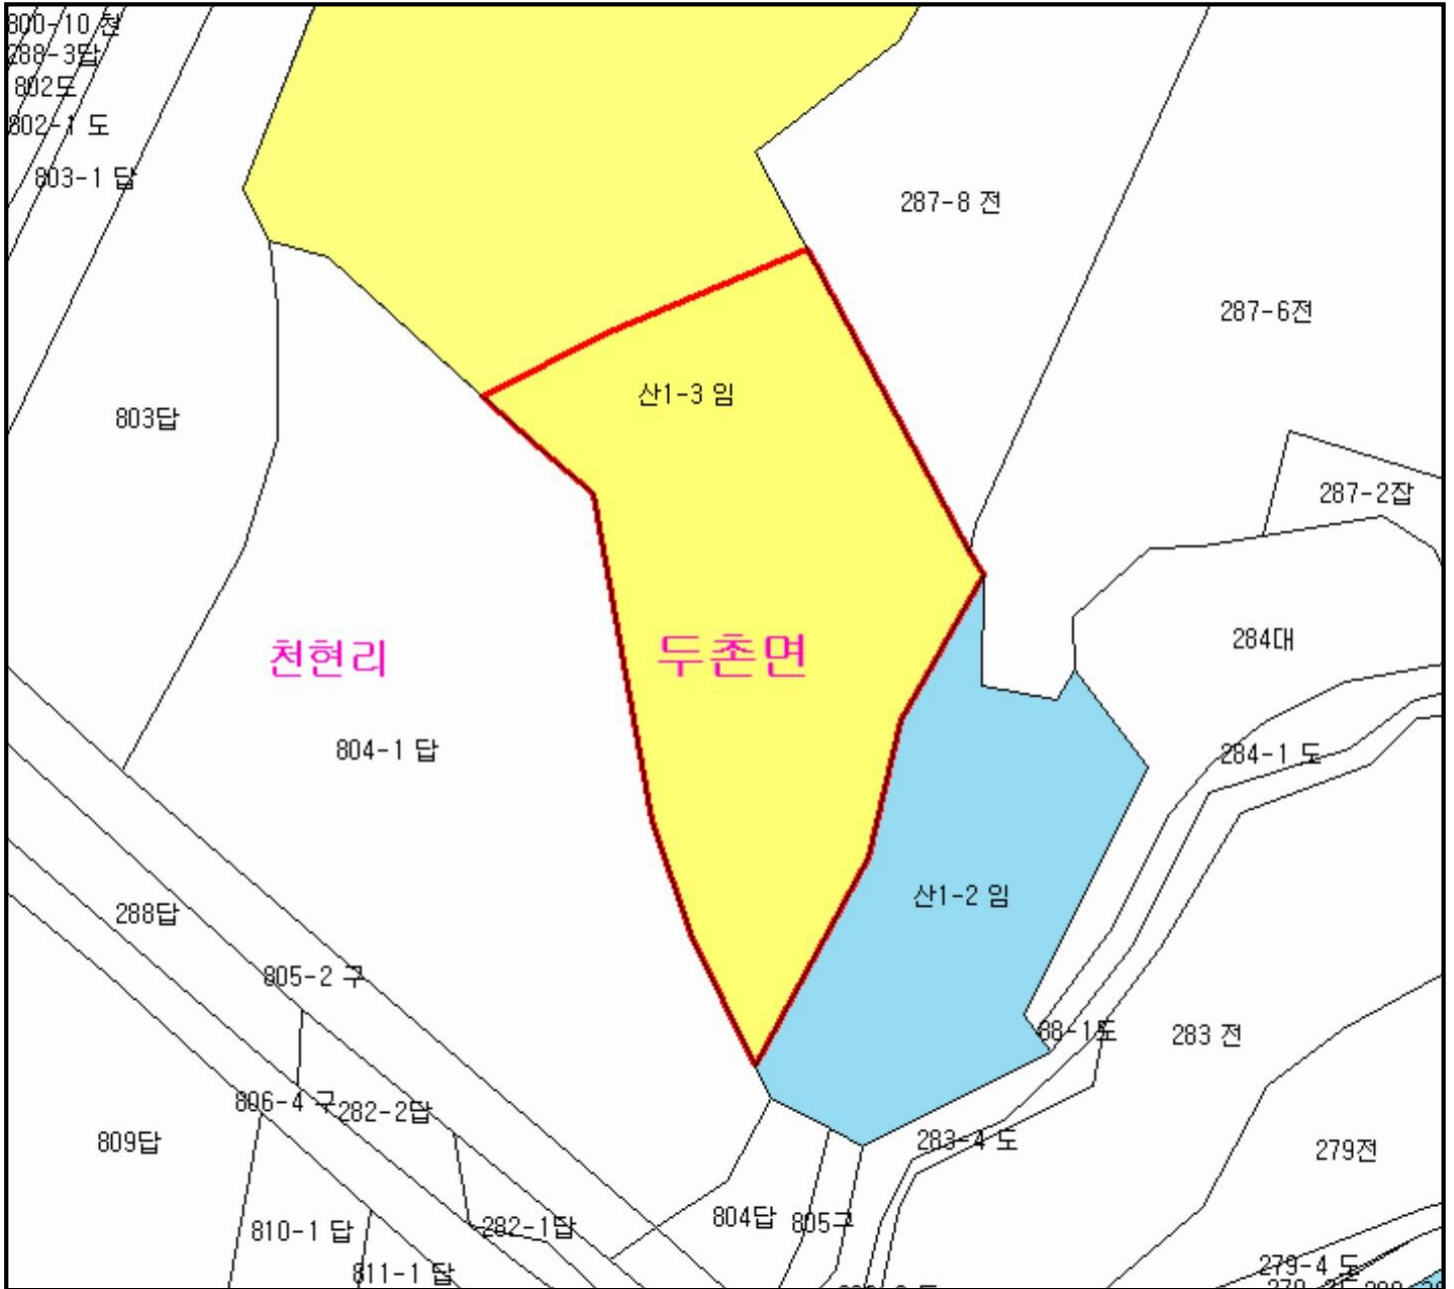 800-10 천
288-3답
802도
802-1 도
803-1 답
287-8 전
287-6전
산1-3 임
803답
287-2잡
284대
천현리
두촌면
804-1 답
284-1 도
산1-2 임
288답
805-2 구
88-1도
283 전
806-4 구
282-2답
809답
283-4 도
279전
804답
805구
810-1 답
282-1답
811-1 답
279-4 도